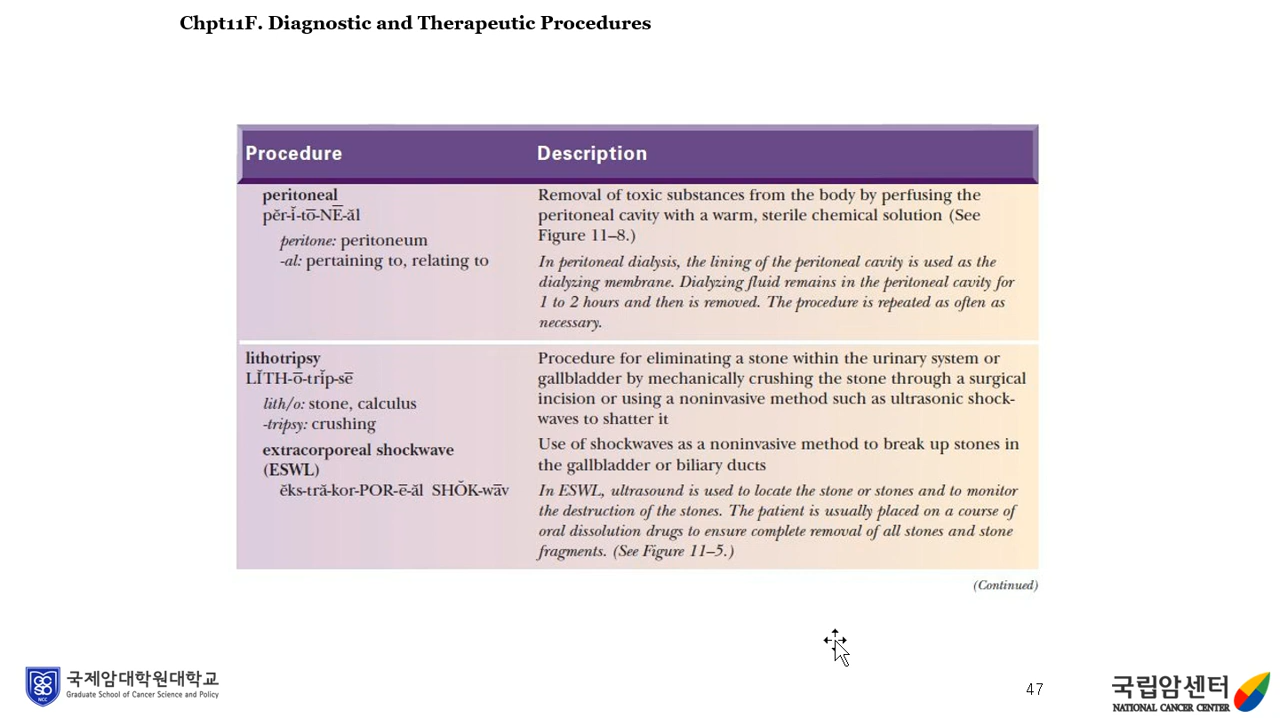 Chpt11F. Diagnostic and Therapeutic Procedures
Procedure
Description
peritoneal
pĕr-ĭ-tō-NĒ-ăl
peritone: peritoneum
-al: pertaining to, relating to
Removal of toxic substances from the body by perfusing the
peritoneal cavity with a warm, sterile chemical solution (See
Figure 11–8.)
In peritoneal dialysis, the lining of the peritoneal cavity is used as the
dialyzing membrane. Dialyzing fluid remains in the peritoneal cavity for
1 to 2 hours and then is removed. The procedure is repeated as often as
necessary.
lithotripsy
LĬTH-ō-trĭp-sē
lith/o: stone, calculus
-tripsy: crushing
Procedure for eliminating a stone within the urinary system or
gallbladder by mechanically crushing the stone through a surgical
incision or using a noninvasive method such as ultrasonic shock-
waves to shatter it
extracorporeal shockwave
(ESWL)
ĕks-tră-kor-POR-ē-ăl SHŎK-wāv
Use of shockwaves as a noninvasive method to break up stones in
the gallbladder or biliary ducts
In ESWL, ultrasound is used to locate the stone or stones and to monitor
the destruction of the stones. The patient is usually placed on a course of
oral dissolution drugs to ensure complete removal of all stones and stone
fragments. (See Figure 11–5.)
(Continued)
NCC
국제암대학원대학교
Graduate School of Cancer Science and Policy
47
국립암센터
NATIONAL CANCER CENTER